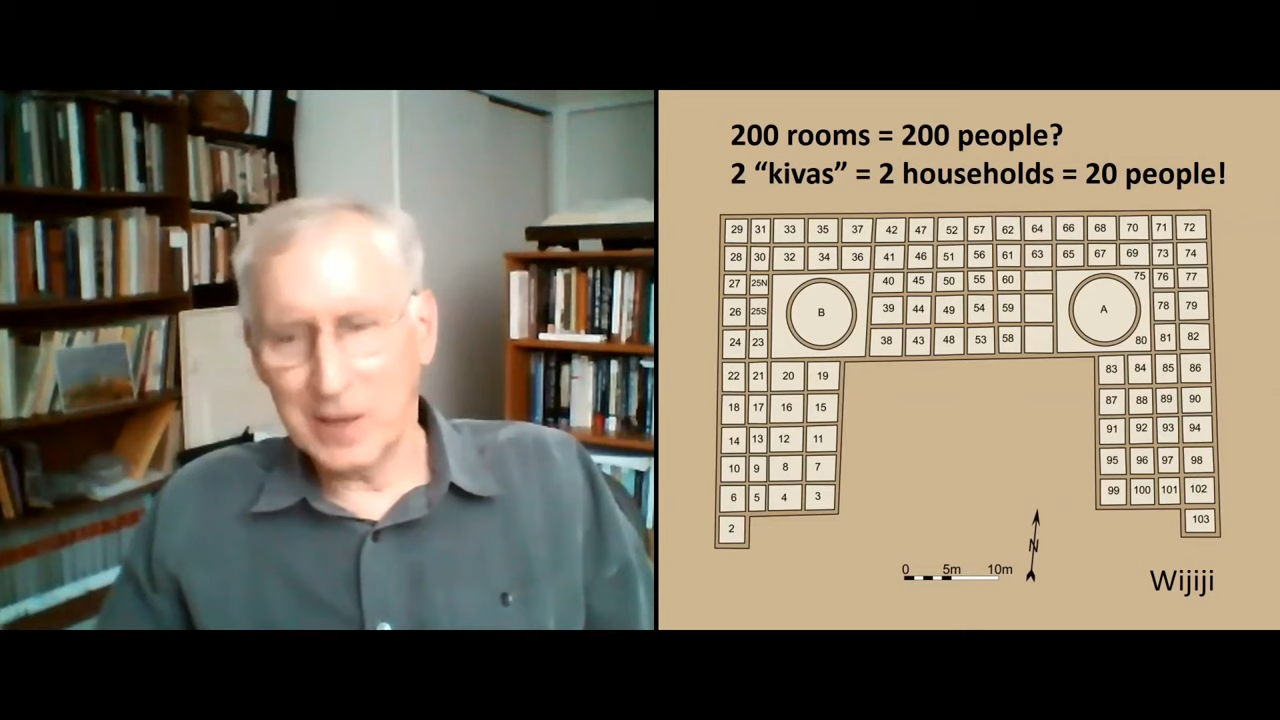 200 rooms = 200 people?
2 “kivas” = 2 households = 20 people!
29 31 33 35 37 42 47 52 57 62 64 66 68 70 71 72
28 30 32 34 36 41 46 51 56 61 63 65 67 69 73 74
27 25N 40 45 50 55 60 75 76 77
26 25S B 39 44 49 54 59 A 78 79
24 23 38 43 48 53 58 80 81 82
22 21 20 19 83 84 85 86
18 17 16 15 87 88 89 90
14 13 12 11 91 92 93 94
10 9 8 7 95 96 97 98
6 5 4 3 99 100 101 102
2 103
N
0 5m 10m
Wijiji